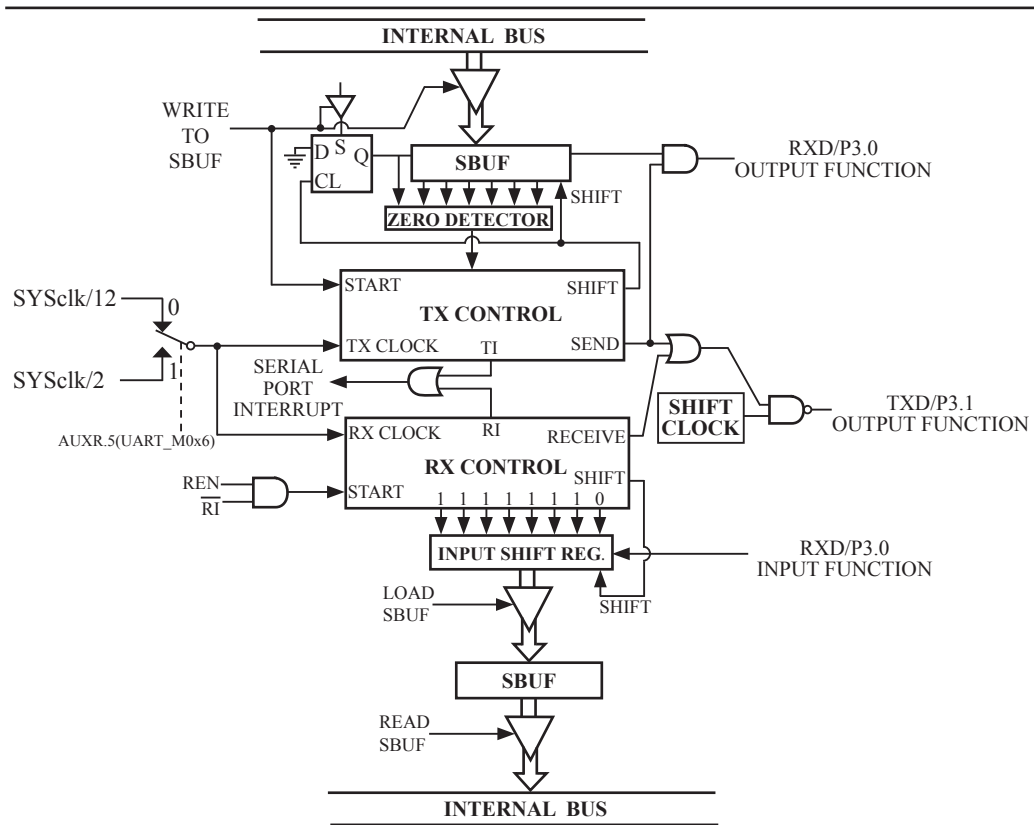 INTERNAL BUS
WRITE
TO
SBUF
D S Q
CL
SBUF
SHIFT
ZERO DETECTOR
RXD/P3.0
OUTPUT FUNCTION
START
SHIFT
TX CONTROL
TX CLOCK
TI
SEND
SYSclk/12
0
SYSclk/2
1
AUXR.5(UART_M0x6)
SERIAL
PORT
INTERRUPT
SHIFT
CLOCK
TXD/P3.1
OUTPUT FUNCTION
RX CLOCK
RI
RECEIVE
RX CONTROL
SHIFT
START
1 1 1 1 1 1 1 0
REN
RI
INPUT SHIFT REG.
RXD/P3.0
INPUT FUNCTION
SHIFT
LOAD
SBUF
SBUF
READ
SBUF
INTERNAL BUS